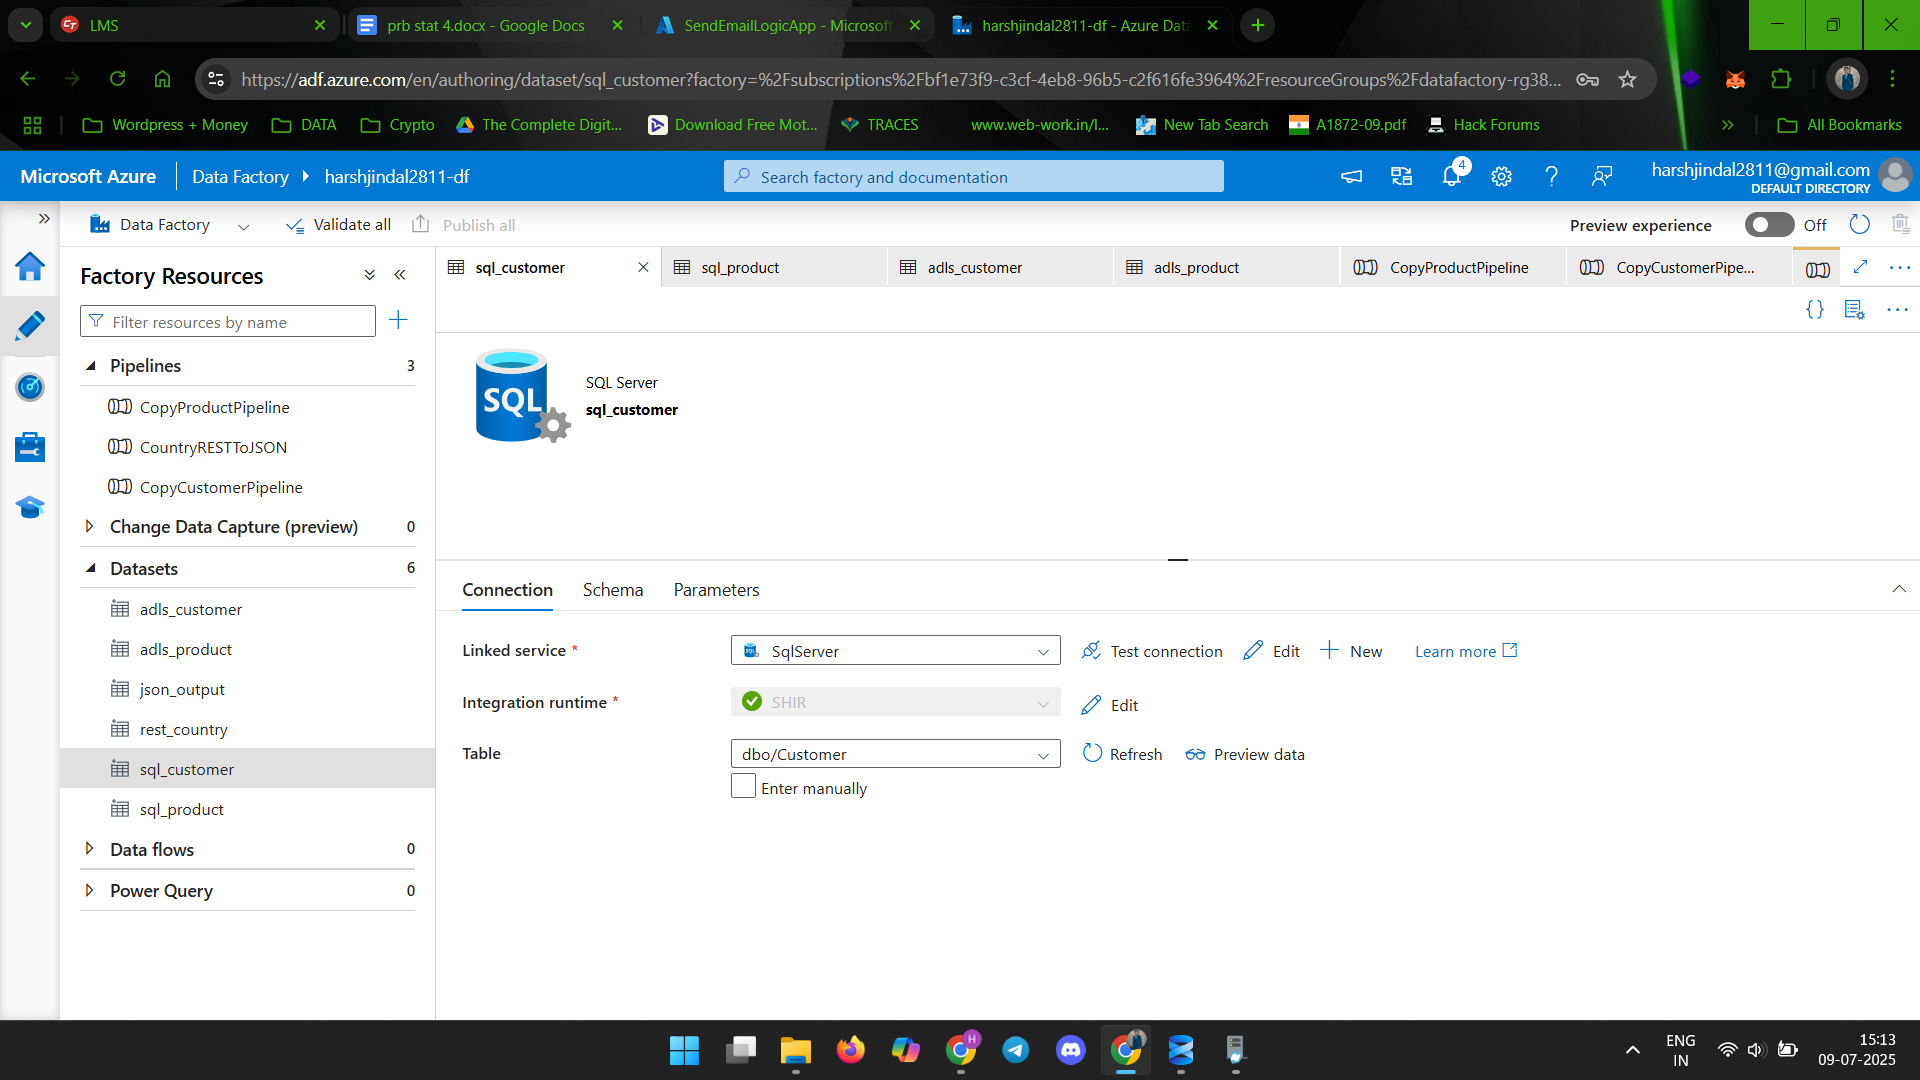 LMS
prb stat 4.docx - Google Docs
SendEmailLogicApp - Microsoft
harshjindal2811-df - Azure Data
https://adf.azure.com/en/authoring/dataset/sql_customer?factory=%2Fsubscriptions%2Fbf1e73f9-c3cf-4eb8-96b5-c2f616fe3964%2FresourceGroups%2Fdatafactory-rg38...
Wordpress + Money
DATA
Crypto
The Complete Digit...
Download Free Mot...
TRACES
www.web-work.in/l...
New Tab Search
A1872-09.pdf
Hack Forums
All Bookmarks
Microsoft Azure
Data Factory
harshjindal2811-df
Search factory and documentation
4
harshjindal2811@gmail.com
DEFAULT DIRECTORY
Data Factory
Validate all
Publish all
Preview experience
Off
Factory Resources
Filter resources by name
Pipelines 3
CopyProductPipeline
CountryRESTToJSON
CopyCustomerPipeline
Change Data Capture (preview) 0
Datasets 6
adls_customer
adls_product
json_output
rest_country
sql_customer
sql_product
Data flows 0
Power Query 0
sql_customer
sql_product
adls_customer
adls_product
CopyProductPipeline
CopyCustomerPipe...
SQL
SQL Server
sql_customer
Connection
Schema
Parameters
Linked service *
SqlServer
Test connection
Edit
New
Learn more
Integration runtime *
SHIR
Edit
Table
dbo/Customer
Refresh
Preview data
Enter manually
H
ENG
IN
15:13
09-07-2025